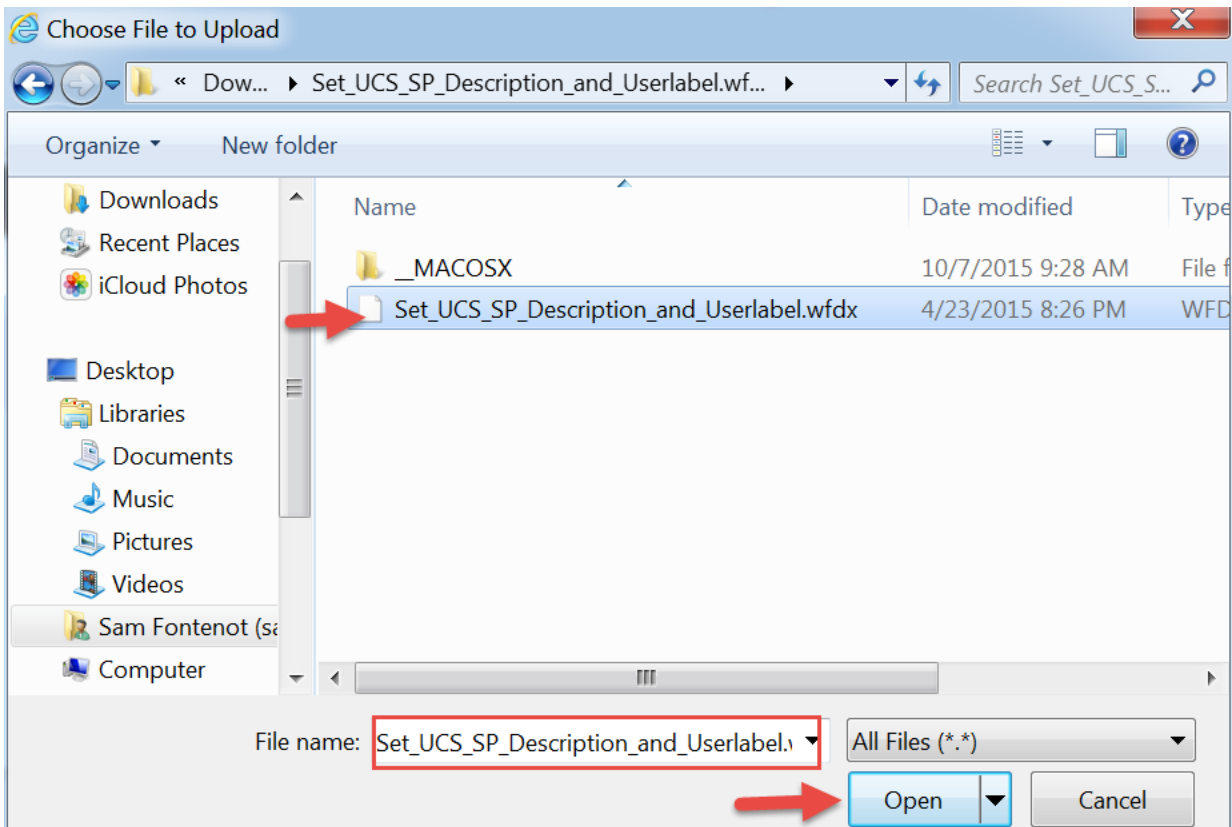 Choose File to Upload
X
« Dow... Set_UCS_SP_Description_and_Userlabel.wf...
Search Set_UCS_S...
Organize New folder
?
Downloads
Recent Places
iCloud Photos
Desktop
Libraries
Documents
Music
Pictures
Videos
Sam Fontenot (sa
Computer
Name Date modified Type
__MACOSX 10/7/2015 9:28 AM File f
Set_UCS_SP_Description_and_Userlabel.wfdx 4/23/2015 8:26 PM WFD
File name: Set_UCS_SP_Description_and_Userlabel. All Files (*.*)
Open Cancel